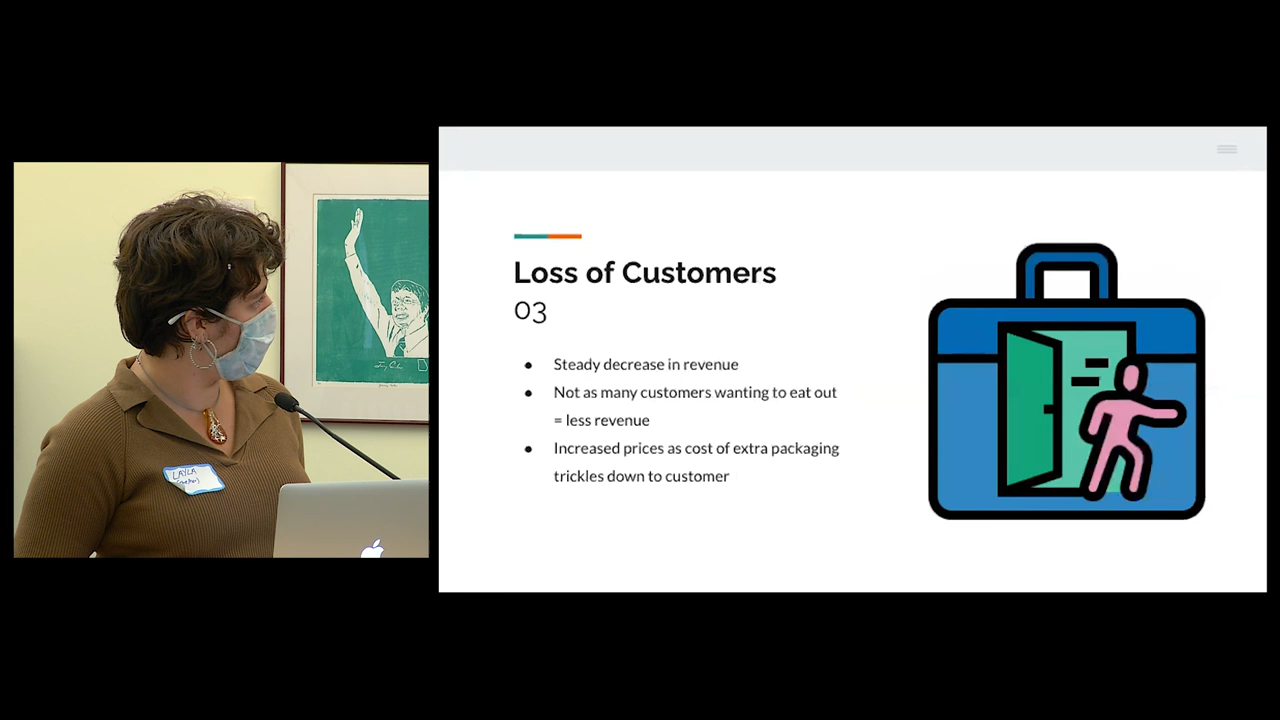 LAYLA
Loss of Customers
03
● Steady decrease in revenue
● Not as many customers wanting to eat out
= less revenue
● Increased prices as cost of extra packaging
trickles down to customer